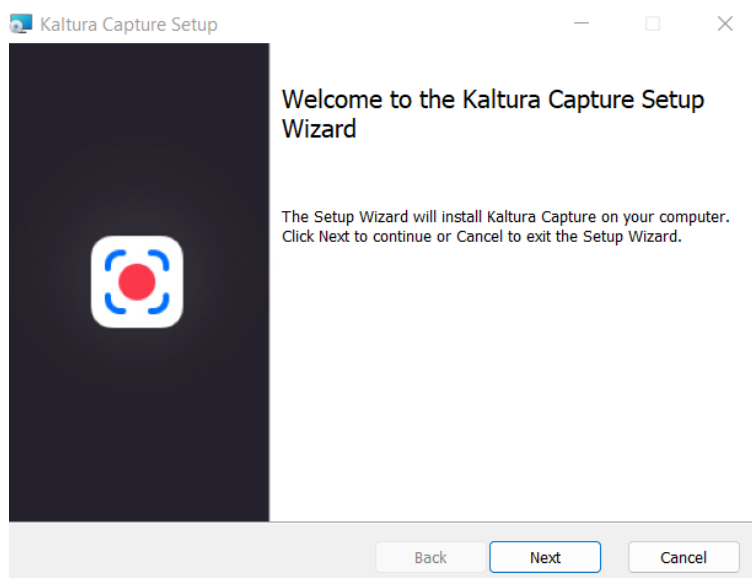 Kaltura Capture Setup
Welcome to the Kaltura Capture Setup
Wizard
The Setup Wizard will install Kaltura Capture on your computer.
Click Next to continue or Cancel to exit the Setup Wizard.
Back Next Cancel